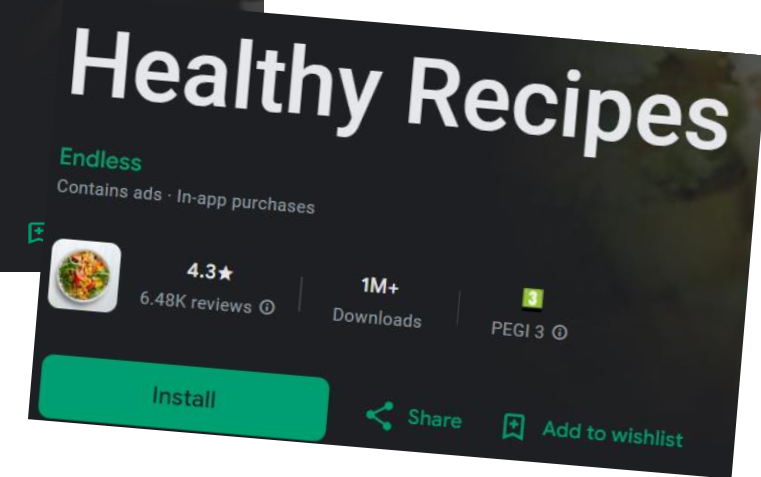 Healthy Recipes
Endless
Contains ads · In-app purchases
4.3★
6.48K reviews
1M+
Downloads
3
PEGI 3
Install
Share
Add to wishlist